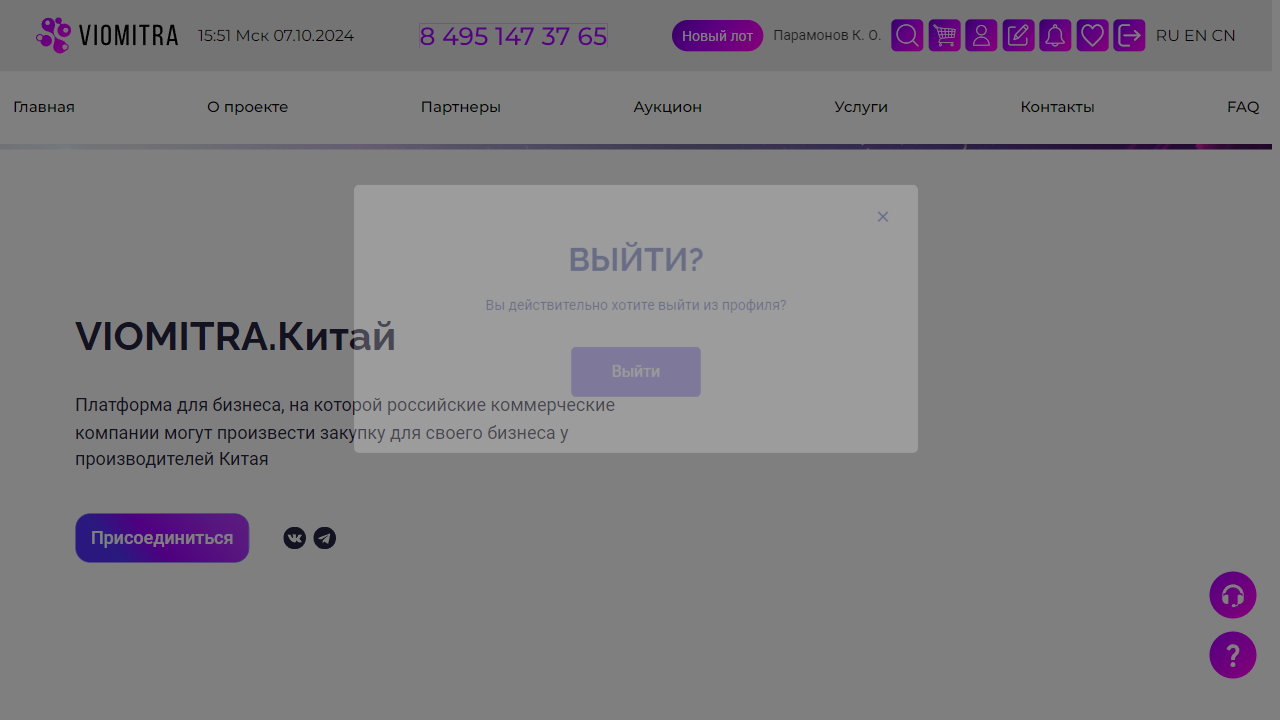 VIOMITRA 15:51 Мск 07.10.2024 8 495 147 37 65 Новый лот Парамонов К. О. RU EN CN
Главная О проекте Партнеры Аукцион Услуги Контакты FAQ
×
ВЫЙТИ?
Вы действительно хотите выйти из профиля?
Выйти
VIOMITRA.Китай
Платформа для бизнеса, на которой российские коммерческие
компании могут произвести закупку для своего бизнеса у
производителей Китая
Присоединиться
?